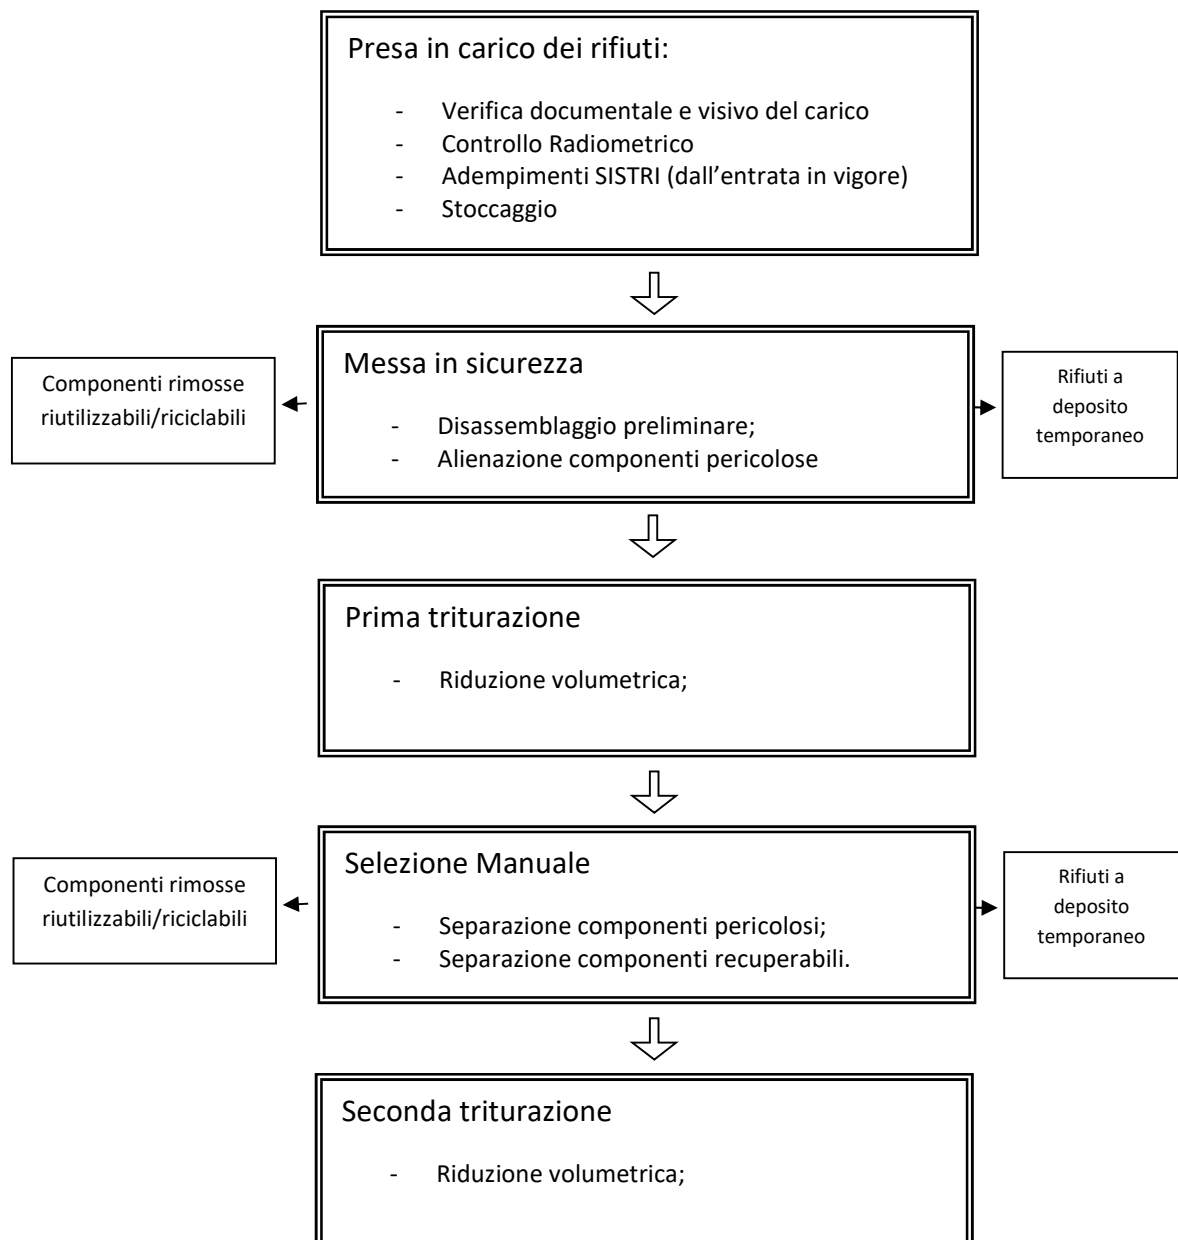 Presa in carico dei rifiuti:
- Verifica documentale e visivo del carico
- Controllo Radiometrico
- Adempimenti SISTRI (dall'entrata in vigore)
- Stoccaggio
Componenti rimosse
riutilizzabili/riciclabili
Messa in sicurezza
- Disassemblaggio preliminare;
- Alienazione componenti pericolose
Rifiuti a
deposito
temporaneo
Prima triturazione
- Riduzione volumetrica;
Componenti rimosse
riutilizzabili/riciclabili
Selezione Manuale
- Separazione componenti pericolosi;
- Separazione componenti recuperabili.
Rifiuti a
deposito
temporaneo
Seconda triturazione
- Riduzione volumetrica;